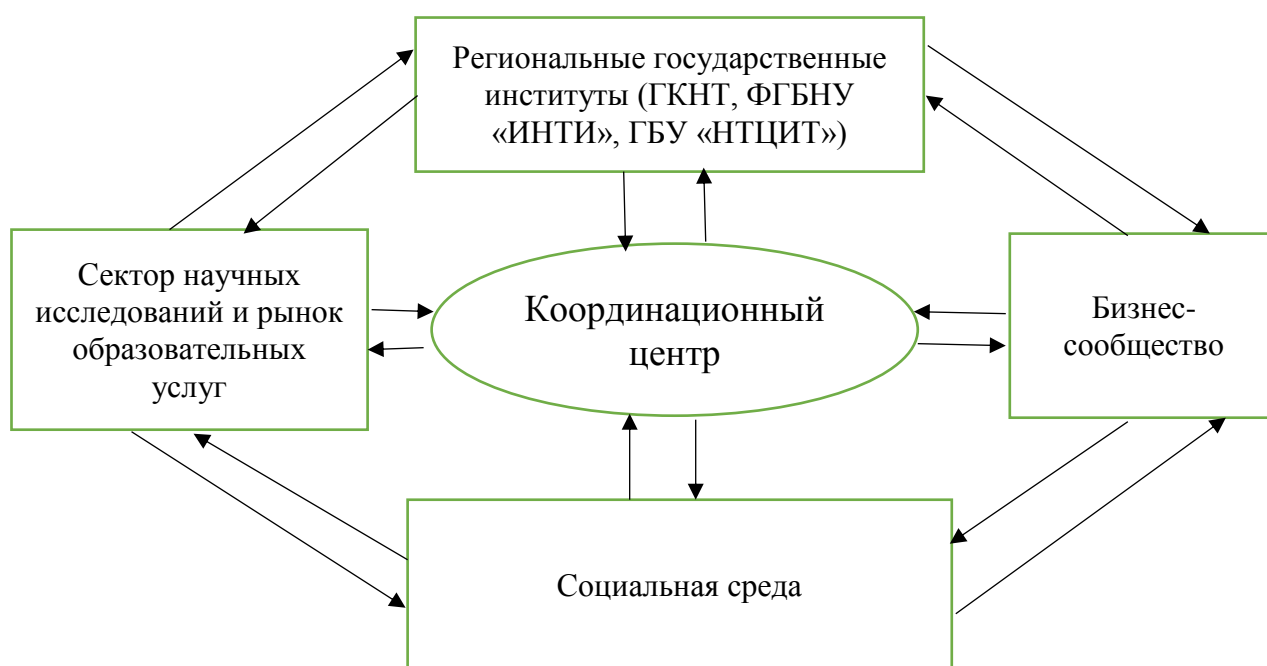 Региональные государственные
институты (ГКНТ, ФГБНУ
«ИНТИ», ГБУ «НТЦИТ»)
Сектор научных
исследований и рынок
образовательных
услуг
Координационный
центр
Бизнес-
сообщество
Социальная среда